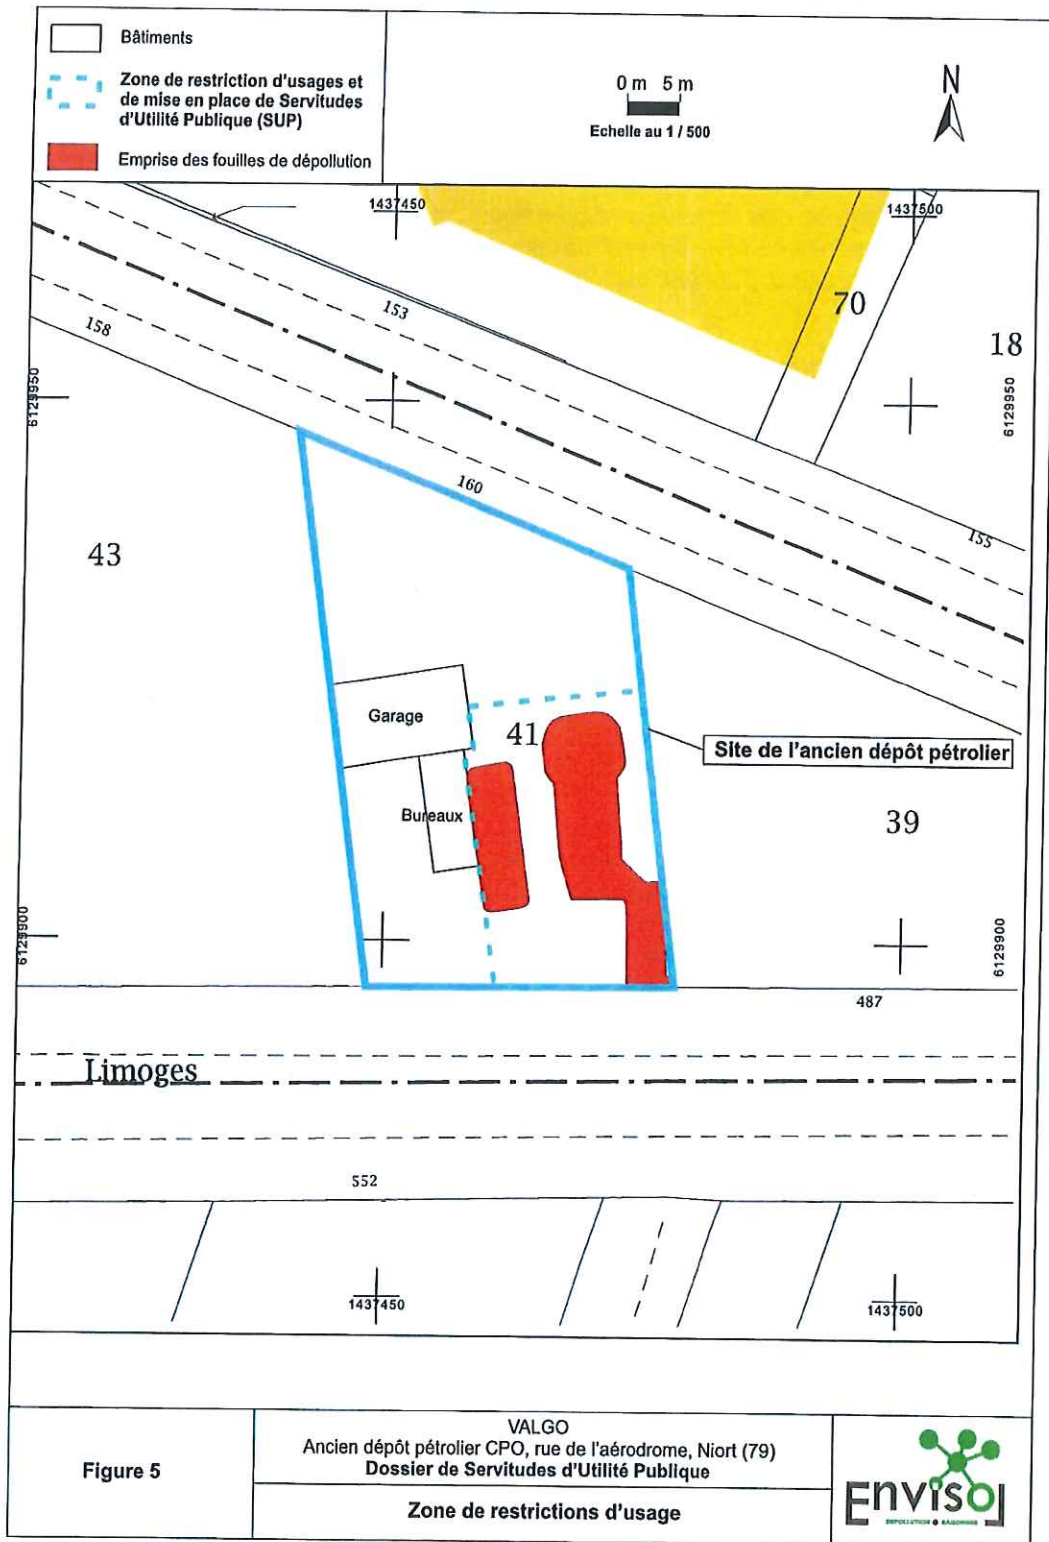 Bâtiments
Zone de restriction d'usages et
de mise en place de Servitudes
d'Utilité Publique (SUP)
Emprise des fouilles de dépollution
0 m 5 m
Echelle au 1 / 500
N
1437450
1437500
153
70
158
18
6129950
6129950
160
155
43
Garage
41
Site de l'ancien dépôt pétrolier
Bureaux
39
6129900
6129900
487
Limoges
552
1437450
1437500
Figure 5
VALGO
Ancien dépôt pétrolier CPO, rue de l'aérodrome, Niort (79)
Dossier de Servitudes d'Utilité Publique
Zone de restrictions d'usage
EnvisOl